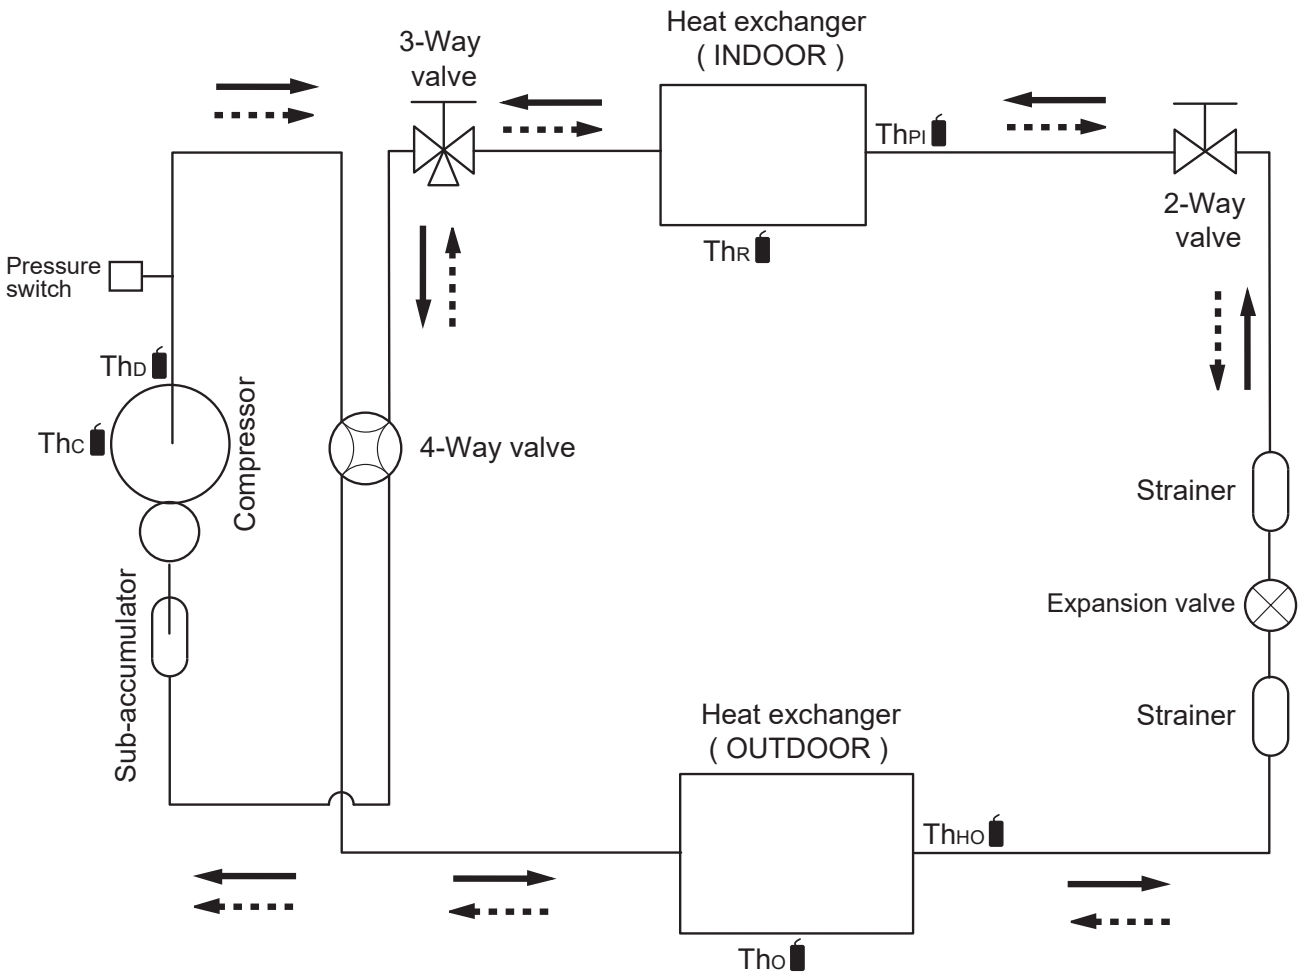 Heat exchanger
( INDOOR )
3-Way
valve
ThPI
2-Way
valve
ThR
Pressure
switch
ThD
ThC
Compressor
4-Way valve
Strainer
Expansion valve
Sub-accumulator
Strainer
Heat exchanger
( OUTDOOR )
ThHO
ThO